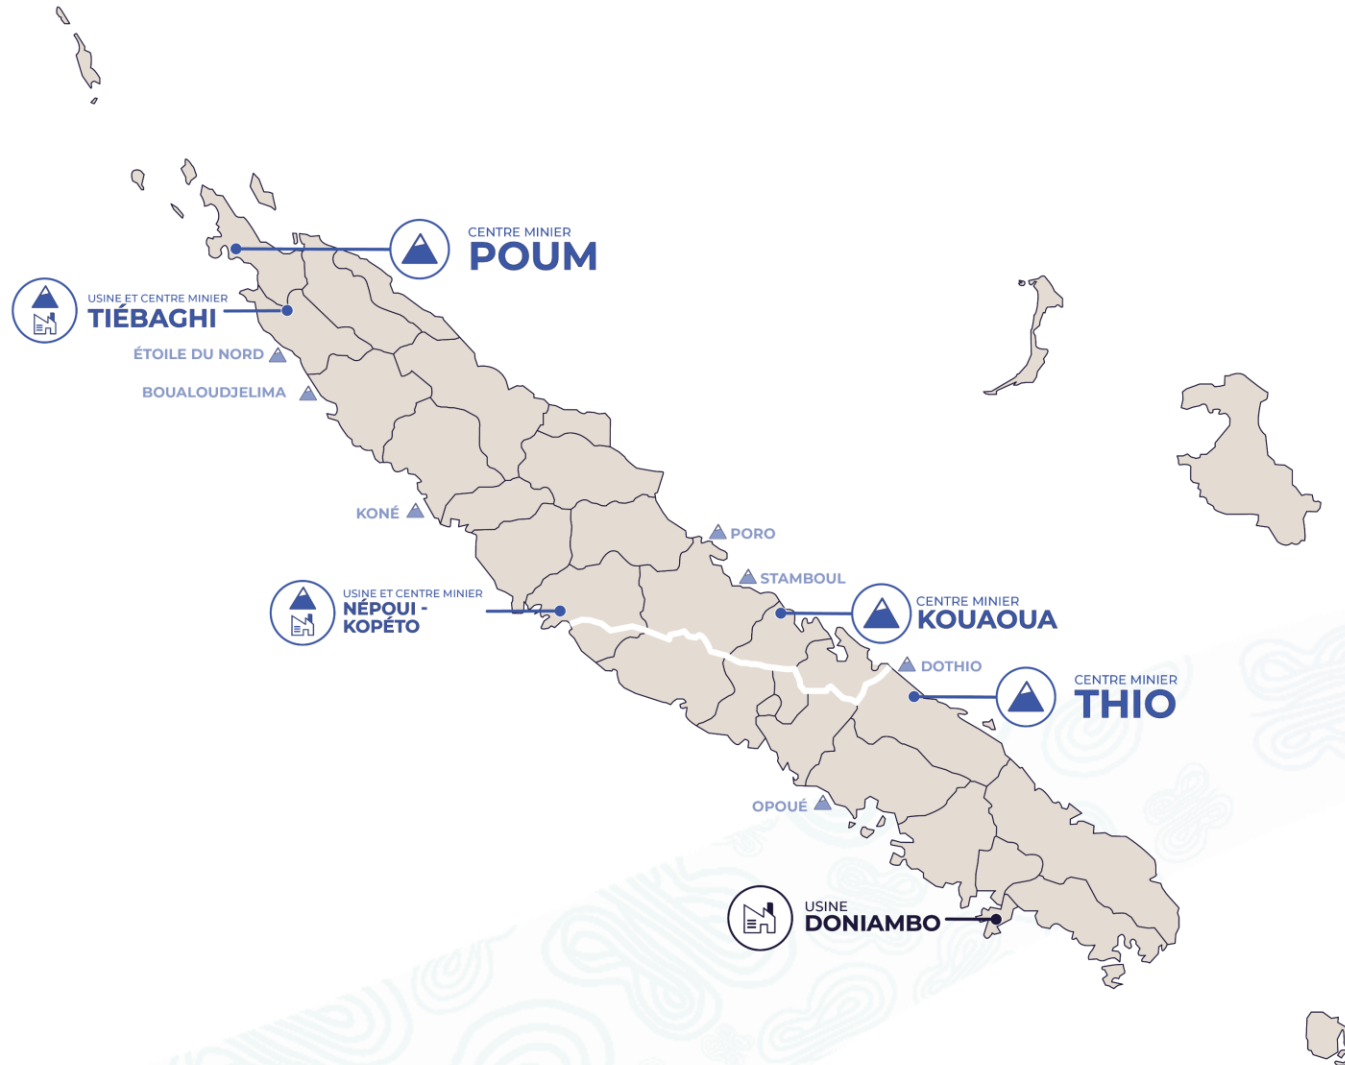 CENTRE MINIER
POUM
USINE ET CENTRE MINIER
TIÉBAGHI
ÉTOILE DU NORD
BOUALOUDJELIMA
KONÉ
PORO
STAMBOUL
USINE ET CENTRE MINIER
NÉPOUI -
KOPÉTO
CENTRE MINIER
KOUAOUA
DOTHIO
CENTRE MINIER
THIO
OPOUÉ
USINE
DONIAMBO